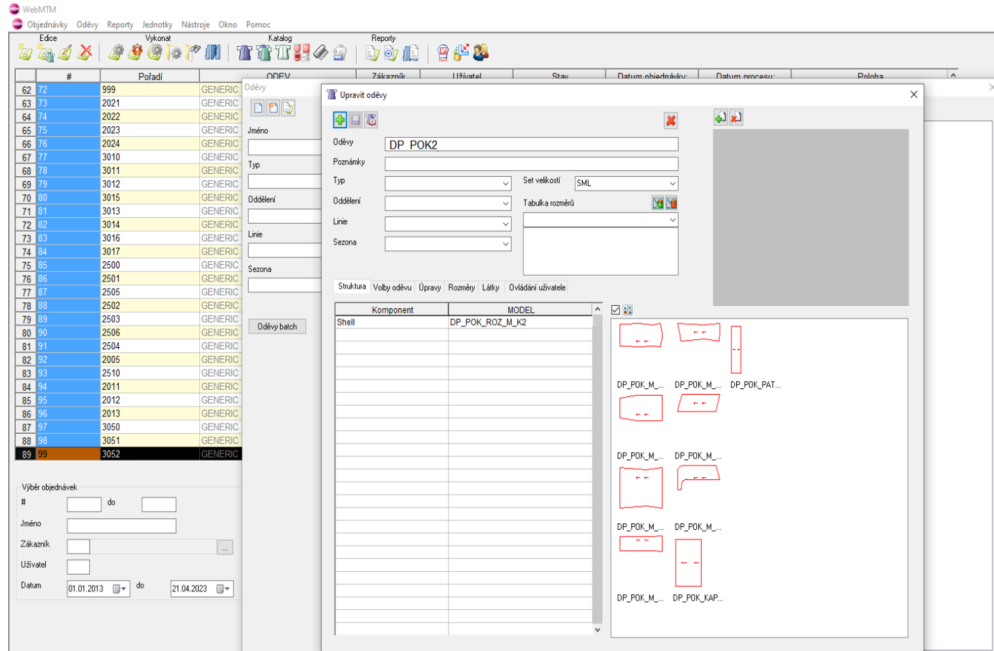 WebMTM
Objednávky Oděvy Reporty Jednotky Nástroje Okno Pomoc
Edice Vykonat Katalog Reporty
# Pořadí ODEV Zákazník Uživatel Stav Datum objednávky: Datum procesu: Poloha
62 72 999 GENERIC
63 73 2021 GENERIC
64 74 2022 GENERIC
65 75 2023 GENERIC
66 76 2024 GENERIC
67 77 3010 GENERIC
68 78 3011 GENERIC
69 79 3012 GENERIC
70 80 3015 GENERIC
71 81 3013 GENERIC
72 82 3014 GENERIC
73 83 3016 GENERIC
74 84 3017 GENERIC
75 85 2500 GENERIC
76 86 2501 GENERIC
77 87 2505 GENERIC
78 88 2502 GENERIC
79 89 2503 GENERIC
80 90 2506 GENERIC
81 91 2504 GENERIC
82 92 2005 GENERIC
83 93 2510 GENERIC
84 94 2011 GENERIC
85 95 2012 GENERIC
86 96 2013 GENERIC
87 97 3050 GENERIC
88 98 3051 GENERIC
89 99 3052 GENERIC
Výběr objednávek
# do
Jméno
Zákazník ...
Uživatel
Datum 01.01.2013 do 21.04.2023
Oděvy
Jméno
Typ
Oddělení
Linie
Sezona
Oděvy batch
Upravit oděvy
Oděvy DP_POK2
Poznámky
Typ Set velikostí SML
Oddělení Tabulka rozměrů
Linie
Sezona
Struktura Volby oděvu Úpravy Rozměry Látky Ovládání uživatele
Komponent MODEL
Shell DP_POK_ROZ_M_K2
DP_POK_M_... DP_POK_M_... DP_POK_PAT...
DP_POK_M_... DP_POK_M_...
DP_POK_M_... DP_POK_M_...
DP_POK_M_... DP_POK_KAP...